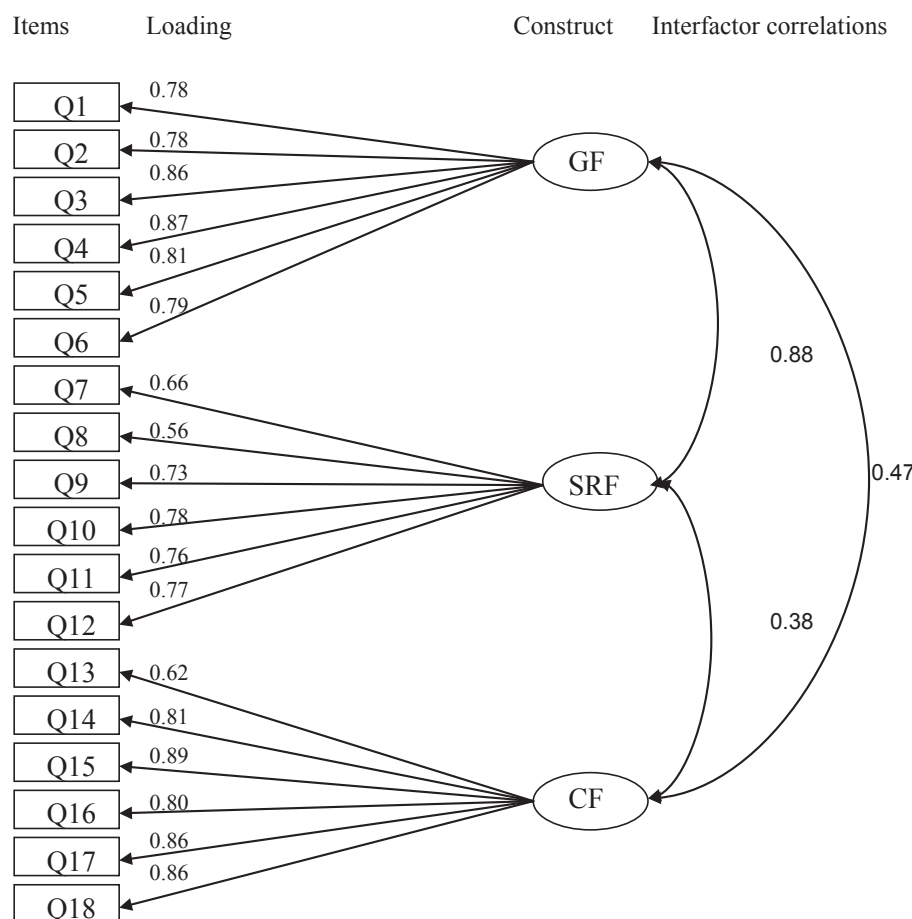 Items Loading Construct Interfactor correlations
0.78
Q1
0.78
Q2
GF
0.86
Q3
0.87
Q4
0.81
Q5
0.79
Q6
0.88
0.66
Q7
0.56
Q8
0.73
Q9
SRF
0.47
0.78
Q10
0.76
Q11
0.77
Q12
0.38
0.62
Q13
0.81
Q14
0.89
Q15
0.80
Q16
CF
0.86
Q17
0.86
Q18